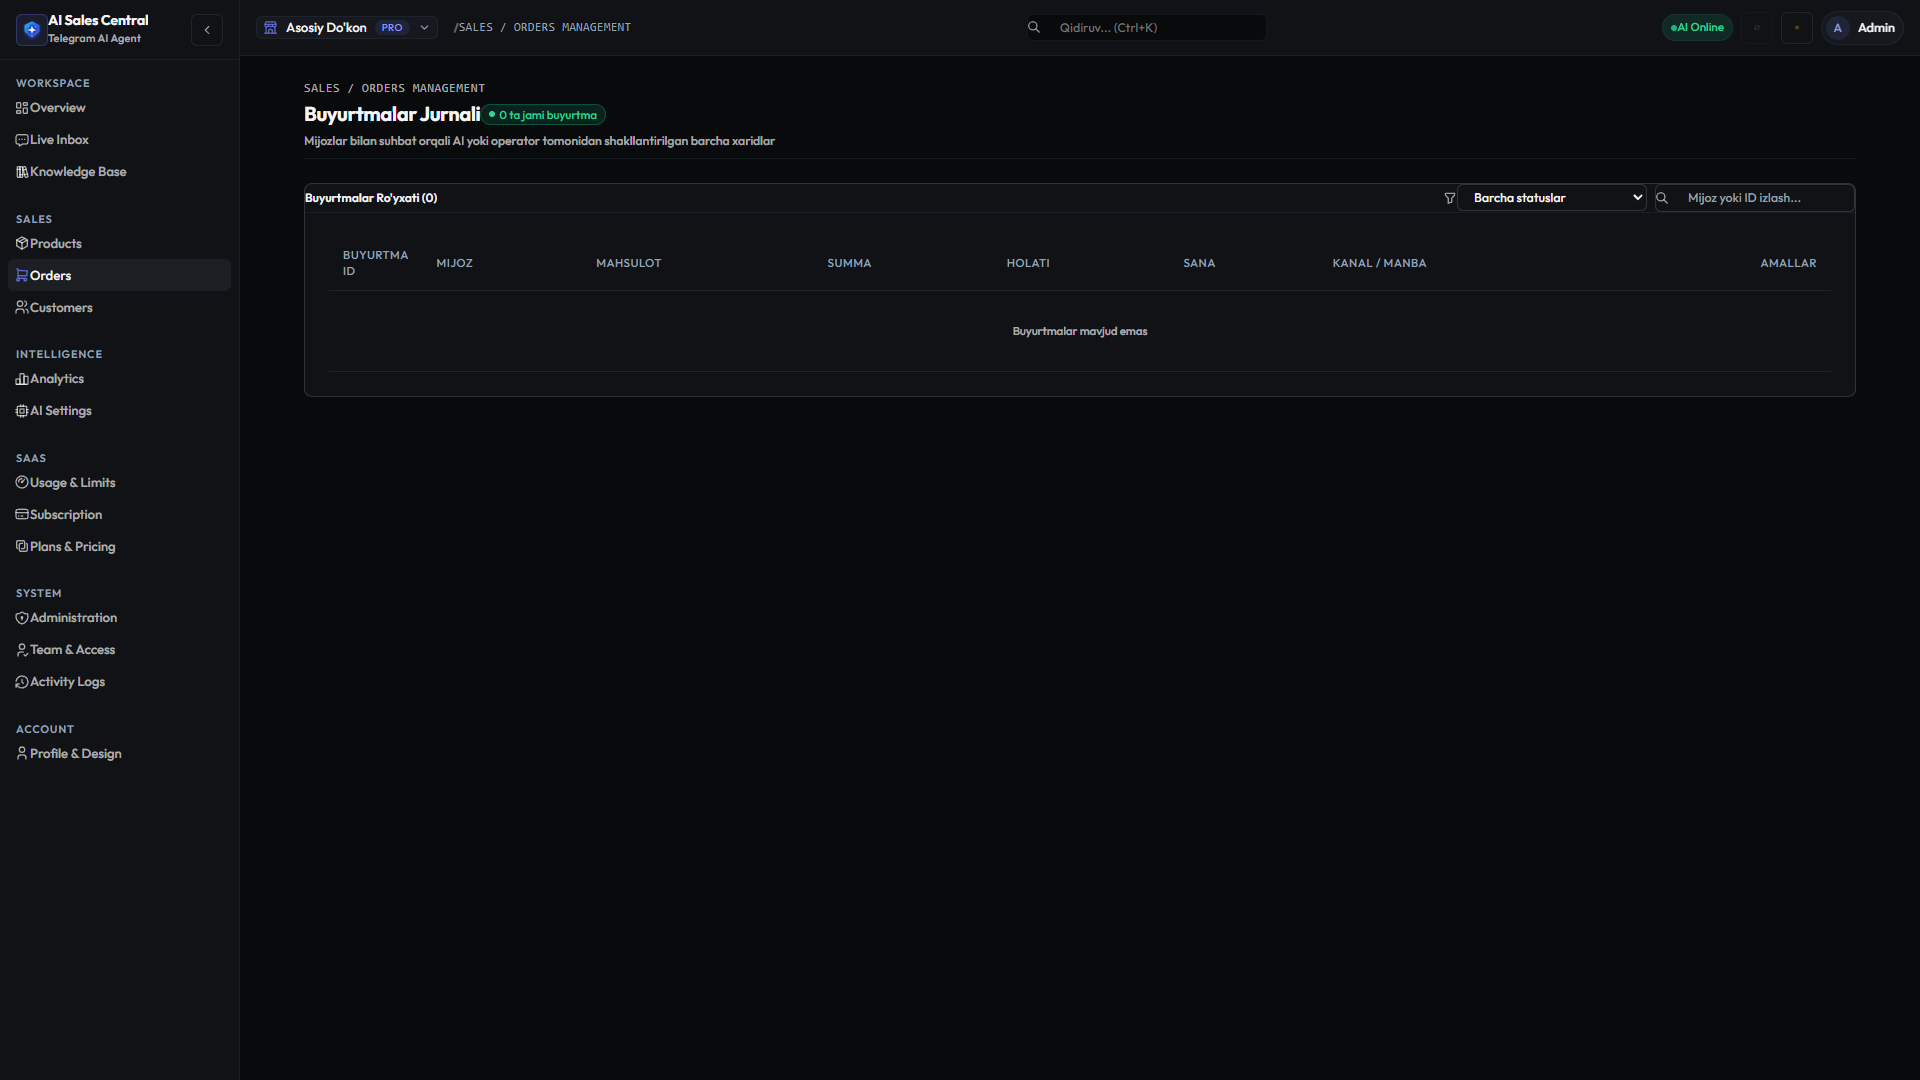 AI Sales Central
Telegram AI Agent
WORKSPACE
Overview
Live Inbox
Knowledge Base
SALES
Products
Orders
Customers
INTELLIGENCE
Analytics
AI Settings
SAAS
Usage & Limits
Subscription
Plans & Pricing
SYSTEM
Administration
Team & Access
Activity Logs
ACCOUNT
Profile & Design
Asosiy Do'kon PRO
/SALES / ORDERS MANAGEMENT
Qidiruv... (Ctrl+K)
AI Online
A Admin
SALES / ORDERS MANAGEMENT
Buyurtmalar Jurnali
0 ta jami buyurtma
Mijozlar bilan suhbat orqali AI yoki operator tomonidan shakllantirilgan barcha xaridlar
Buyurtmalar Ro'yxati (0)
Barcha statuslar
Mijoz yoki ID izlash...
BUYURTMA ID
MIJOZ
MAHSULOT
SUMMA
HOLATI
SANA
KANAL / MANBA
AMALLAR
Buyurtmalar mavjud emas